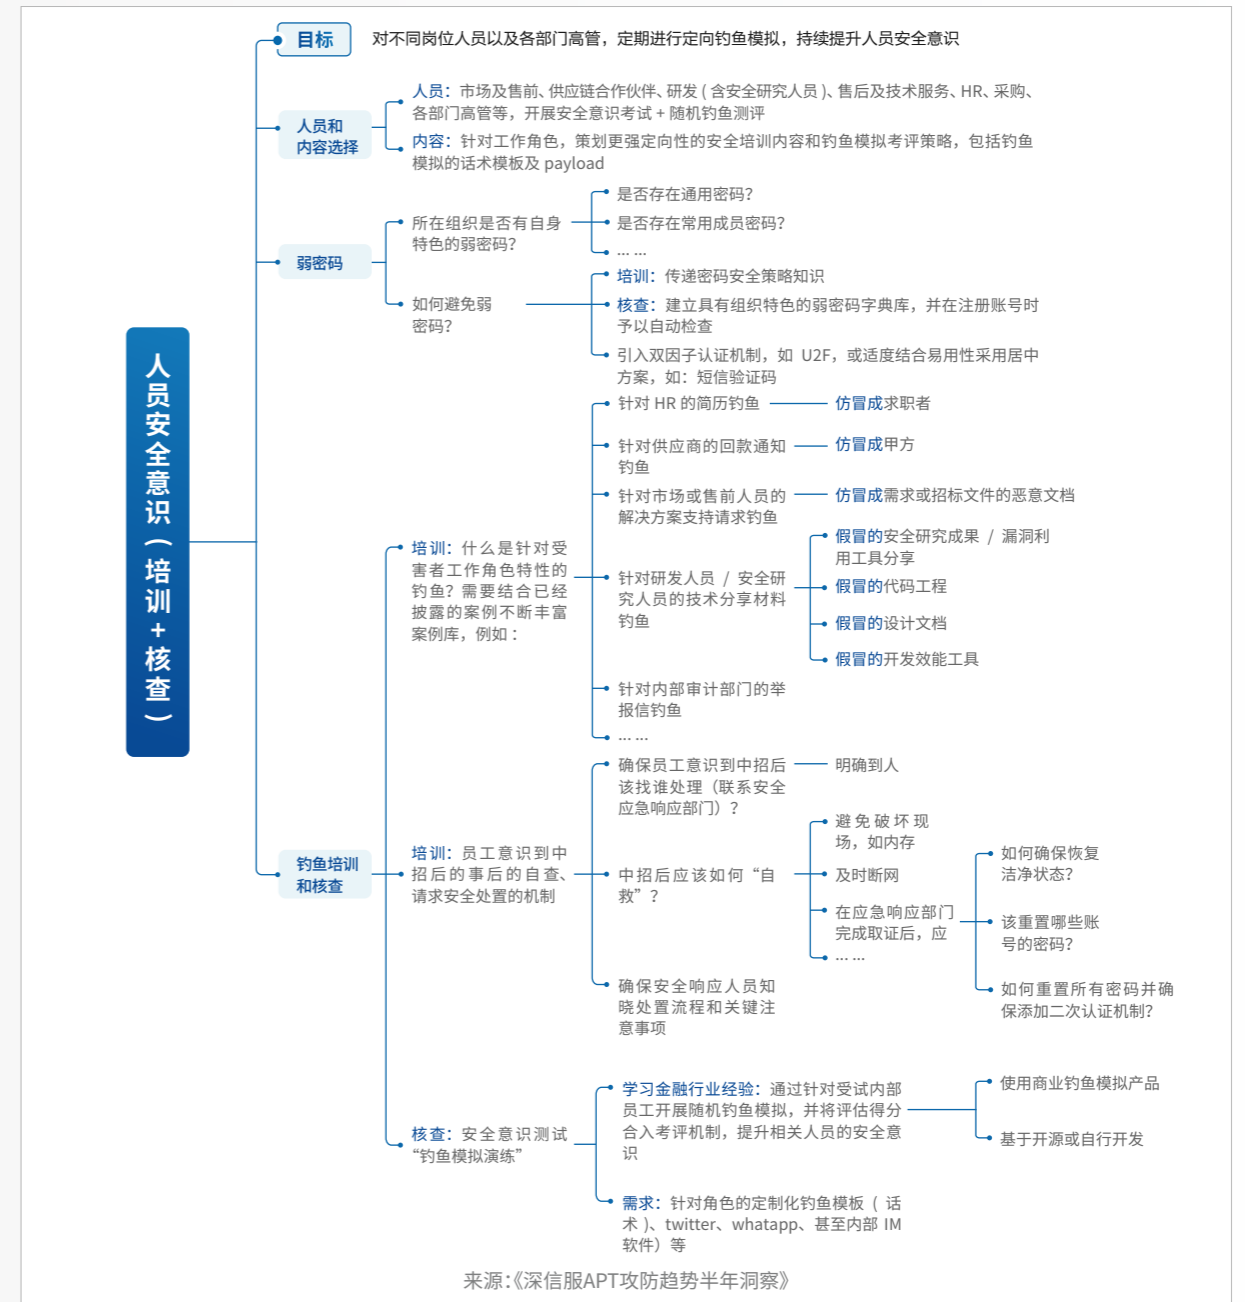 人员安全意识（培训+核查）
目标
对不同岗位人员以及各部门高管，定期进行定向钓鱼模拟，持续提升人员安全意识
人员和
内容选择
人员：市场及售前、供应链合作伙伴、研发 ( 含安全研究人员 )、售后及技术服务、HR、采购、
各部门高管等，开展安全意识考试 + 随机钓鱼测评
内容：针对工作角色，策划更强定向性的安全培训内容和钓鱼模拟考评策略，包括钓鱼
模拟的话术模板及 payload
弱密码
所在组织是否有自身
特色的弱密码？
是否存在通用密码？
是否存在常用成员密码？
... ...
如何避免弱
密码？
培训：传递密码安全策略知识
核查：建立具有组织特色的弱密码字典库，并在注册账号时
予以自动检查
引入双因子认证机制，如 U2F，或适度结合易用性采用居中
方案，如：短信验证码
钓鱼培训
和核查
培训：什么是针对受
害者工作角色特性的
钓鱼？需要结合已经
披露的案例不断丰富
案例库，例如：
针对 HR 的简历钓鱼
仿冒成求职者
针对供应商的回款通知
钓鱼
仿冒成甲方
针对市场或售前人员的
解决方案支持请求钓鱼
仿冒成需求或招标文件的恶意文档
针对研发人员 / 安全研
究人员的技术分享材料
钓鱼
假冒的安全研究成果 / 漏洞利
用工具分享
假冒的代码工程
假冒的设计文档
假冒的开发效能工具
针对内部审计部门的举
报信钓鱼
... ...
培训：员工意识到中
招后的事后的自查、
请求安全处置的机制
确保员工意识到中招后
该找谁处理（联系安全
应急响应部门）？
明确到人
中招后应该如何“自
救”？
避免破坏现
场，如内存
及时断网
在应急响应部门
完成取证后，应
... ...
如何确保恢复
洁净状态？
该重置哪些账
号的密码？
如何重置所有密码并确
保添加二次认证机制？
确保安全响应人员知
晓处置流程和关键注
意事项
核查：安全意识测试
“钓鱼模拟演练”
学习金融行业经验：通过针对受试内部
员工开展随机钓鱼模拟，并将评估得分
合入考评机制，提升相关人员的安全意
识
使用商业钓鱼模拟产品
基于开源或自行开发
需求：针对角色的定制化钓鱼模板 ( 话
术 )、twitter、whatapp、甚至内部 IM
软件）等
来源：《深信服APT攻防趋势半年洞察》